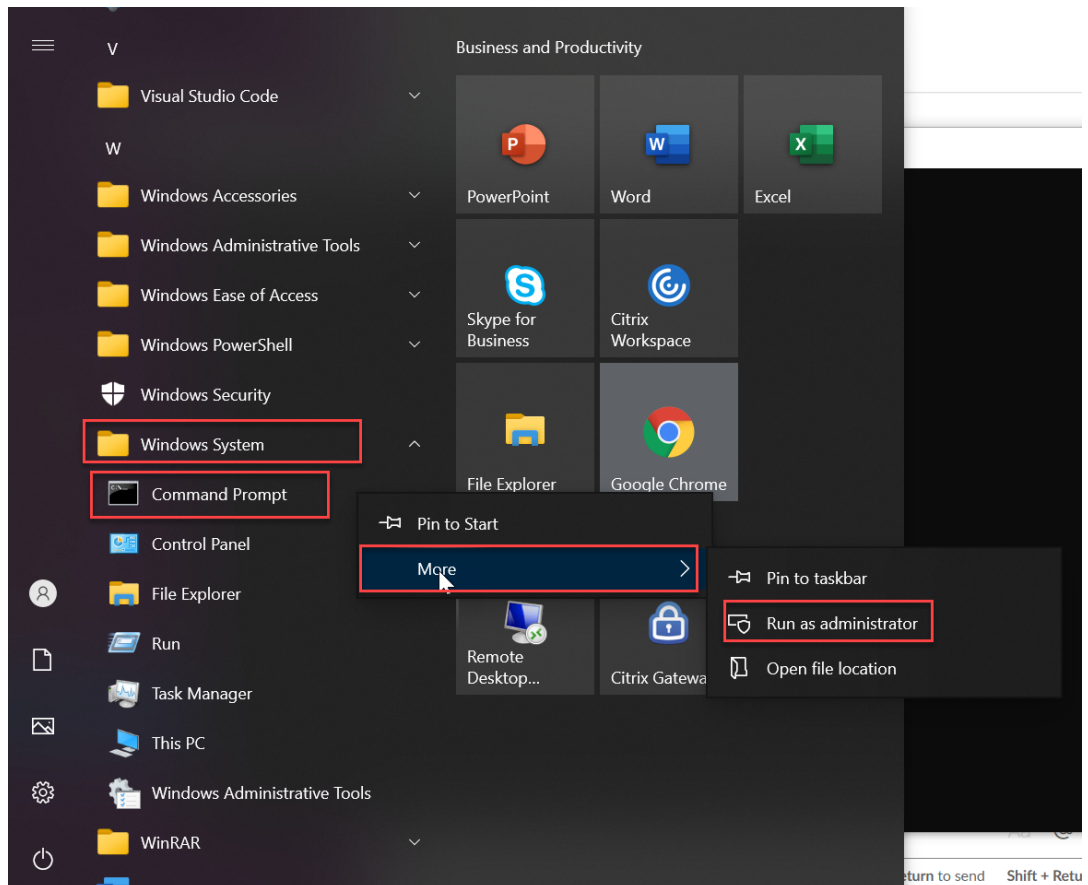 V
Visual Studio Code
W
Windows Accessories
Windows Administrative Tools
Windows Ease of Access
Windows PowerShell
Windows Security
Windows System
Command Prompt
Control Panel
File Explorer
Run
Task Manager
This PC
Windows Administrative Tools
WinRAR
Business and Productivity
PowerPoint
Word
Excel
Skype for
Business
Citrix
Workspace
File Explorer
Google Chrome
Remote
Desktop...
Citrix Gatewa
Pin to Start
More
Pin to taskbar
Run as administrator
Open file location
eturn to send Shift + Retu